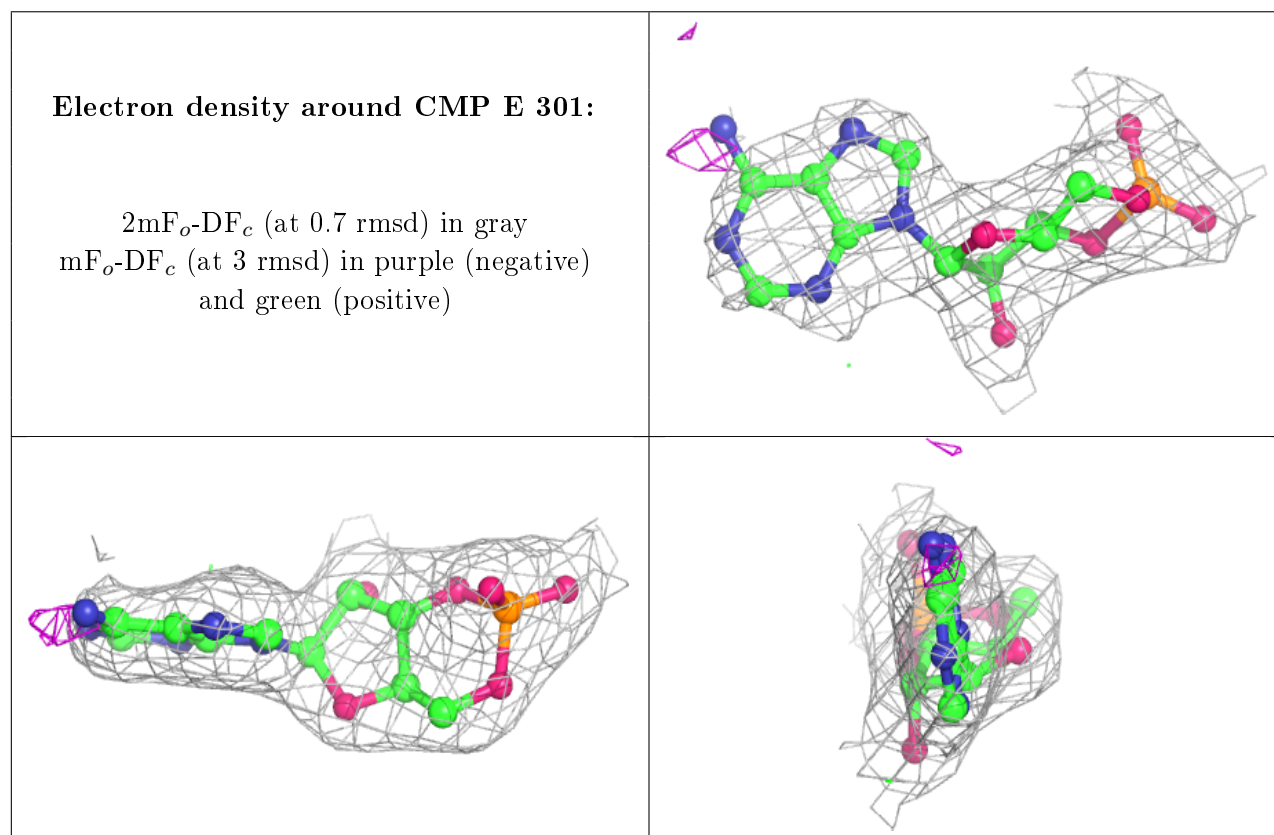 Electron density around CMP E 301:
2mFₒ-DF𝒸 (at 0.7 rmsd) in gray
mFₒ-DF𝒸 (at 3 rmsd) in purple (negative)
and green (positive)